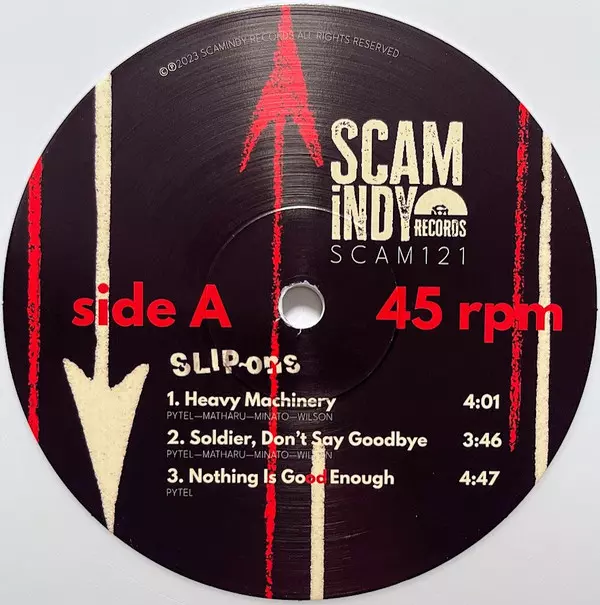 ©℗2023 SCAMINDY RECORDS ALL RIGHTS RESERVED
SCAM
iNDY
RECORDS
SCAM121
side A 45 rpm
SLIP-ons
1. Heavy Machinery 4:01
PYTEL—MATHARU—MINATO—WILSON
2. Soldier, Don't Say Goodbye 3:46
PYTEL—MATHARU—MINATO—WILSON
3. Nothing Is Good Enough 4:47
PYTEL